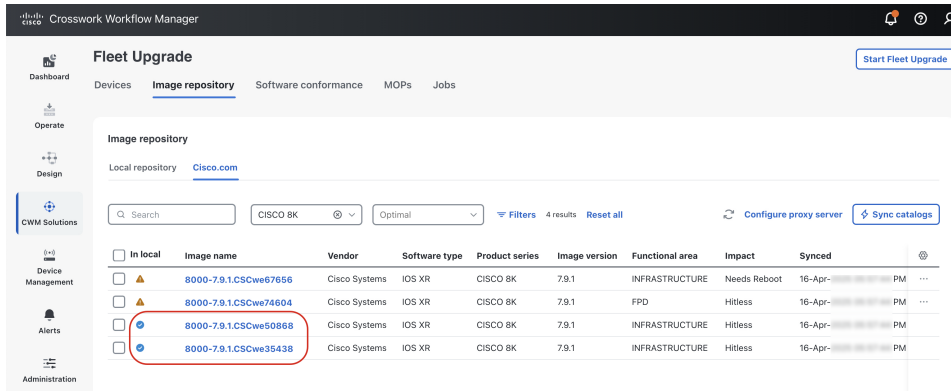 cisco Crosswork Workflow Manager
Dashboard
Operate
Design
CWM Solutions
Device
Management
Alerts
Administration
Fleet Upgrade
Start Fleet Upgrade
Devices Image repository Software conformance MOPs Jobs
Image repository
Local repository Cisco.com
Search CISCO 8K Optimal Filters 4 results Reset all Configure proxy server Sync catalogs
In local Image name Vendor Software type Product series Image version Functional area Impact Synced
8000-7.9.1.CSCwe67656 Cisco Systems IOS XR CISCO 8K 7.9.1 INFRASTRUCTURE Needs Reboot 16-Apr- PM
8000-7.9.1.CSCwe74604 Cisco Systems IOS XR CISCO 8K 7.9.1 FPD Hitless 16-Apr- PM
8000-7.9.1.CSCwe50868 Cisco Systems IOS XR CISCO 8K 7.9.1 INFRASTRUCTURE Hitless 16-Apr- PM
8000-7.9.1.CSCwe35438 Cisco Systems IOS XR CISCO 8K 7.9.1 INFRASTRUCTURE Hitless 16-Apr- PM